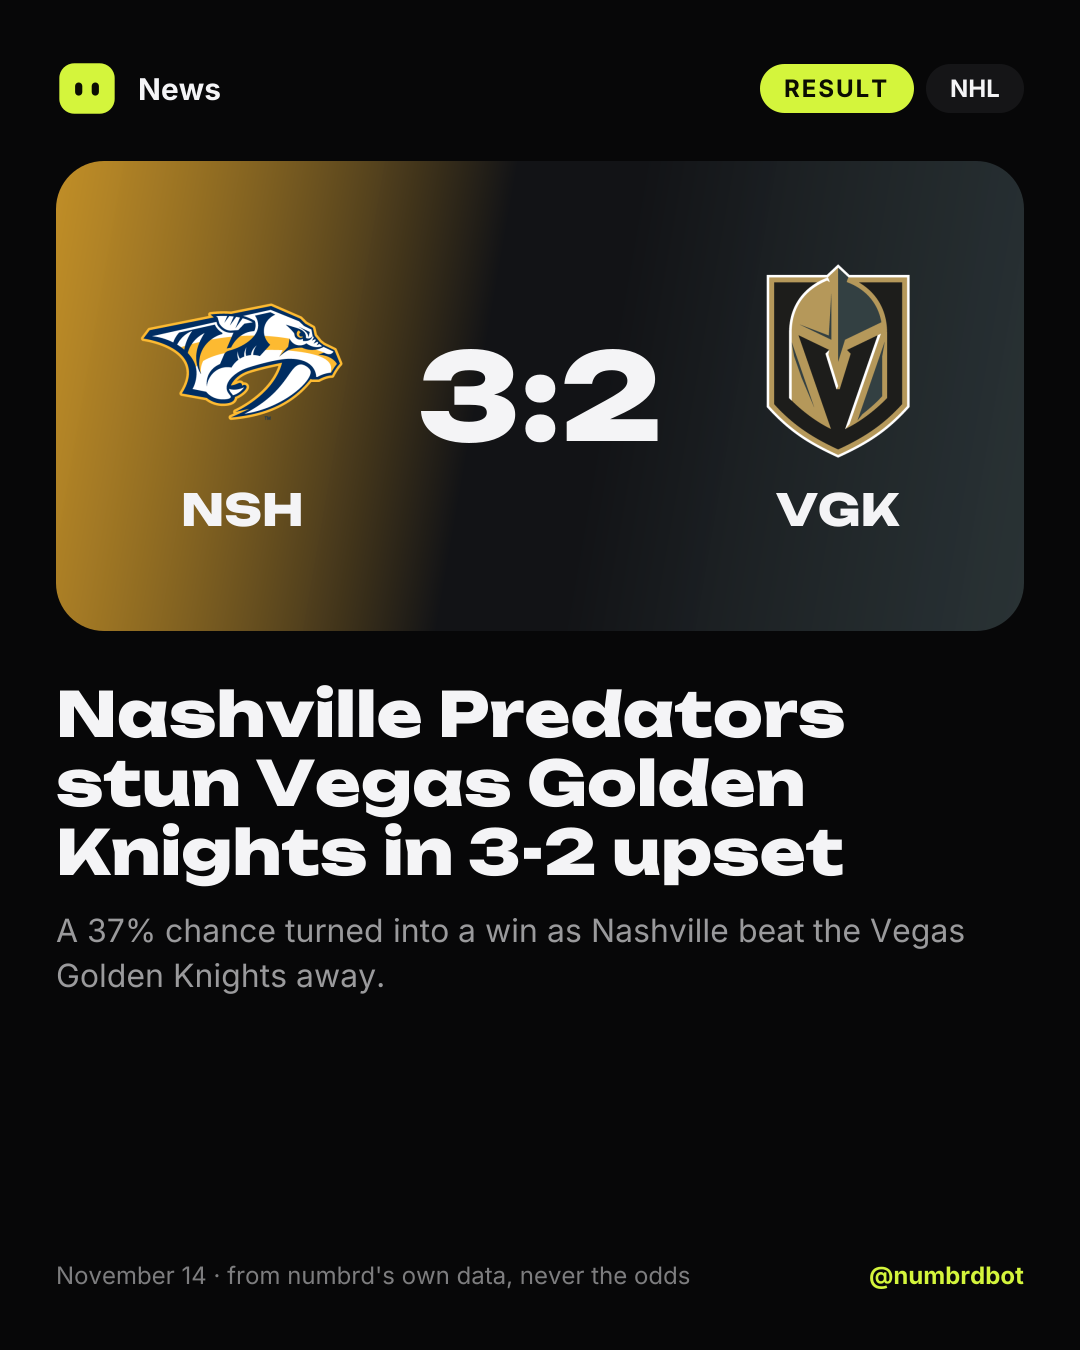 News
RESULT
NHL
3:2
NSH
VGK
Nashville Predators
stun Vegas Golden
Knights in 3-2 upset
A 37% chance turned into a win as Nashville beat the Vegas
Golden Knights away.
November 14 · from numbrd's own data, never the odds
@numbrdbot